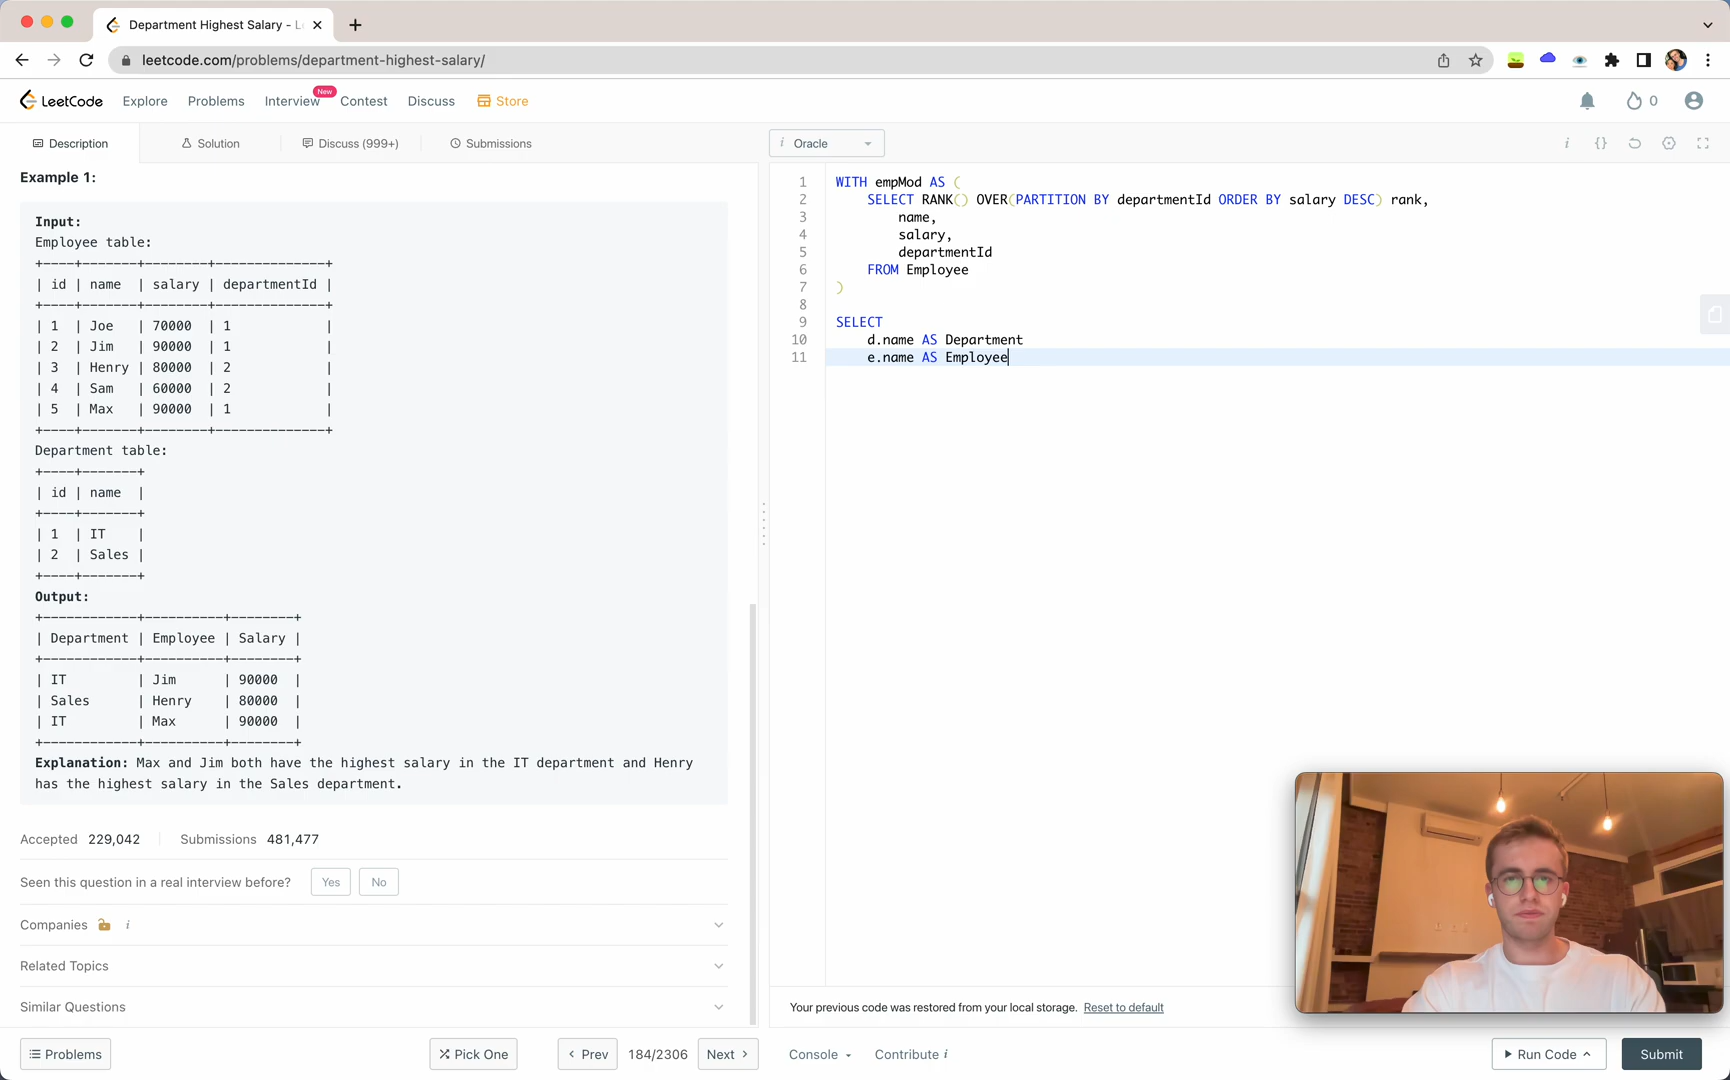 Department Highest Salary - L
leetcode.com/problems/department-highest-salary/
LeetCode
Explore
Problems
Interview
New
Contest
Discuss
Store
0
Description
Solution
Discuss (999+)
Submissions
Oracle
Example 1:
Input:
Employee table:
+----+-------+--------+--------------+
| id | name  | salary | departmentId |
+----+-------+--------+--------------+
| 1  | Joe   | 70000  | 1            |
| 2  | Jim   | 90000  | 1            |
| 3  | Henry | 80000  | 2            |
| 4  | Sam   | 60000  | 2            |
| 5  | Max   | 90000  | 1            |
+----+-------+--------+--------------+
Department table:
+----+-------+
| id | name  |
+----+-------+
| 1  | IT    |
| 2  | Sales |
+----+-------+
Output:
+------------+----------+--------+
| Department | Employee | Salary |
+------------+----------+--------+
| IT         | Jim      | 90000  |
| Sales      | Henry    | 80000  |
| IT         | Max      | 90000  |
+------------+----------+--------+
Explanation: Max and Jim both have the highest salary in the IT department and Henry
has the highest salary in the Sales department.
Accepted 229,042 Submissions 481,477
Seen this question in a real interview before? Yes No
Companies i
Related Topics
Similar Questions
Problems
Pick One
Prev
184/2306
Next
1 WITH empMod AS (
2 SELECT RANK() OVER(PARTITION BY departmentId ORDER BY salary DESC) rank,
3 name,
4 salary,
5 departmentId
6 FROM Employee
7 )
8
9 SELECT
10 d.name AS Department
11 e.name AS Employee
Your previous code was restored from your local storage. Reset to default
Console
Contribute i
Run Code
Submit